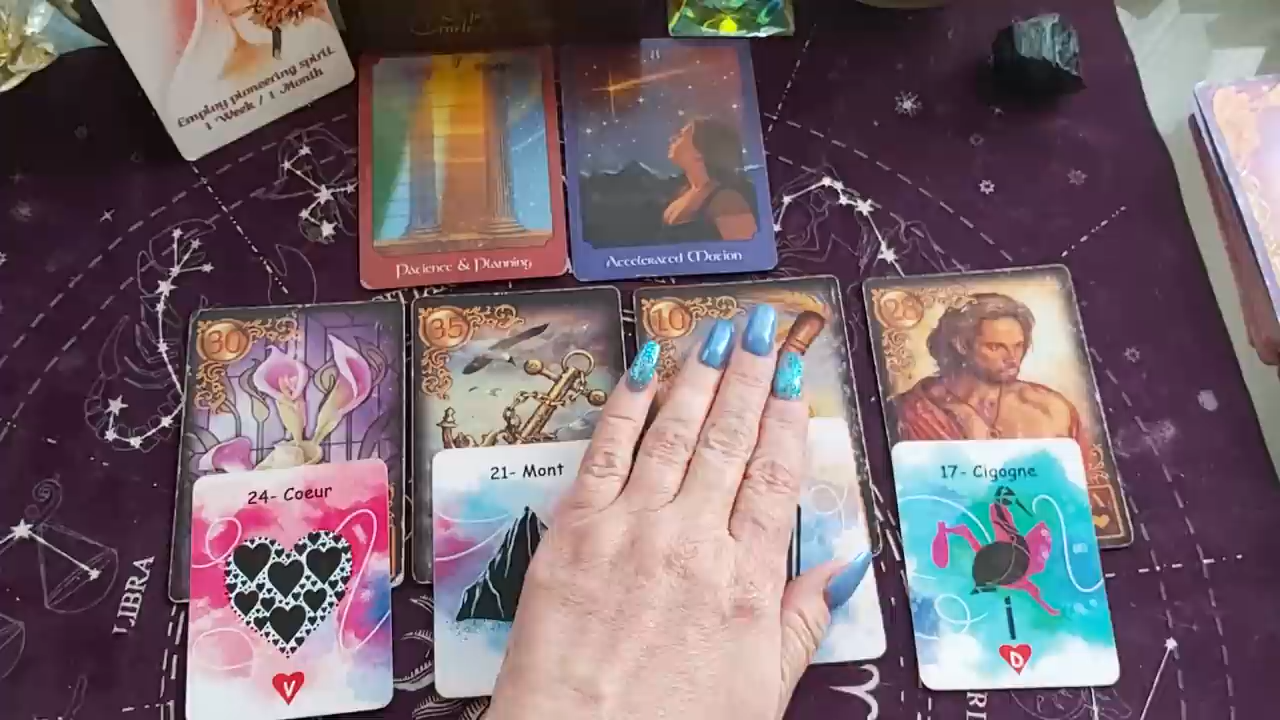 Employ pioneering spirit
1 Week / 1 Month
Patience & Planning
II
Accelerated Motion
30
35
10
28
24- Coeur
V
21- Mont
17- Cigogne
D
LIBRA